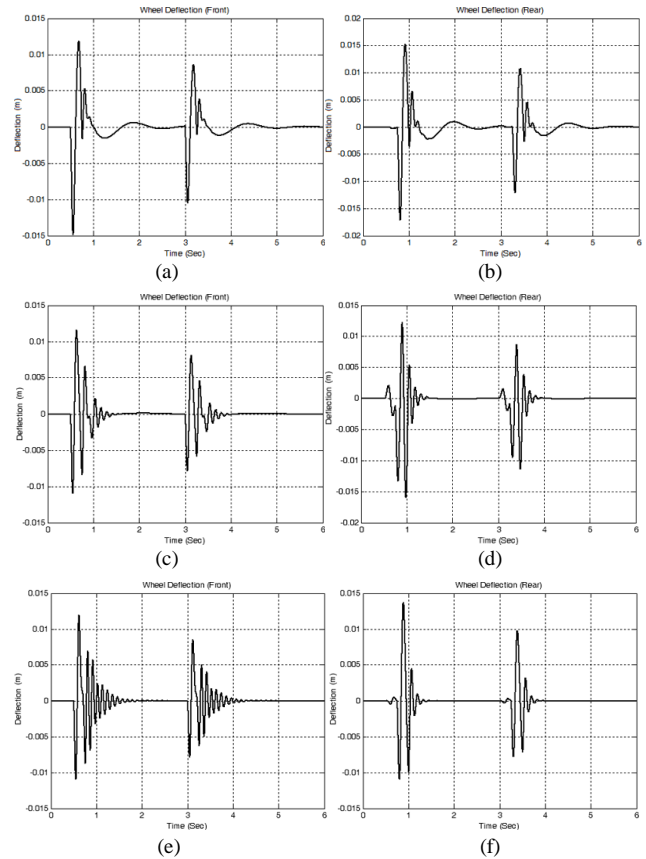 Wheel Deflection (Front)
Deflection (m)
0.015
0.01
0.005
0
-0.005
-0.01
-0.015
0 1 2 3 4 5 6
Time (Sec)
(a)
Wheel Deflection (Rear)
Deflection (m)
0.02
0.015
0.01
0.005
0
-0.005
-0.01
-0.015
-0.02
0 1 2 3 4 5 6
Time (Sec)
(b)
Wheel Deflection (Front)
Deflection (m)
0.015
0.01
0.005
0
-0.005
-0.01
-0.015
0 1 2 3 4 5 6
Time (Sec)
(c)
Wheel Deflection (Rear)
Deflection (m)
0.015
0.01
0.005
0
-0.005
-0.01
-0.015
-0.02
0 1 2 3 4 5 6
Time (Sec)
(d)
Wheel Deflection (Front)
Deflection (m)
0.015
0.01
0.005
0
-0.005
-0.01
-0.015
0 1 2 3 4 5 6
Time (Sec)
(e)
Wheel Deflection (Rear)
Deflection (m)
0.015
0.01
0.005
0
-0.005
-0.01
-0.015
0 1 2 3 4 5 6
Time (Sec)
(f)